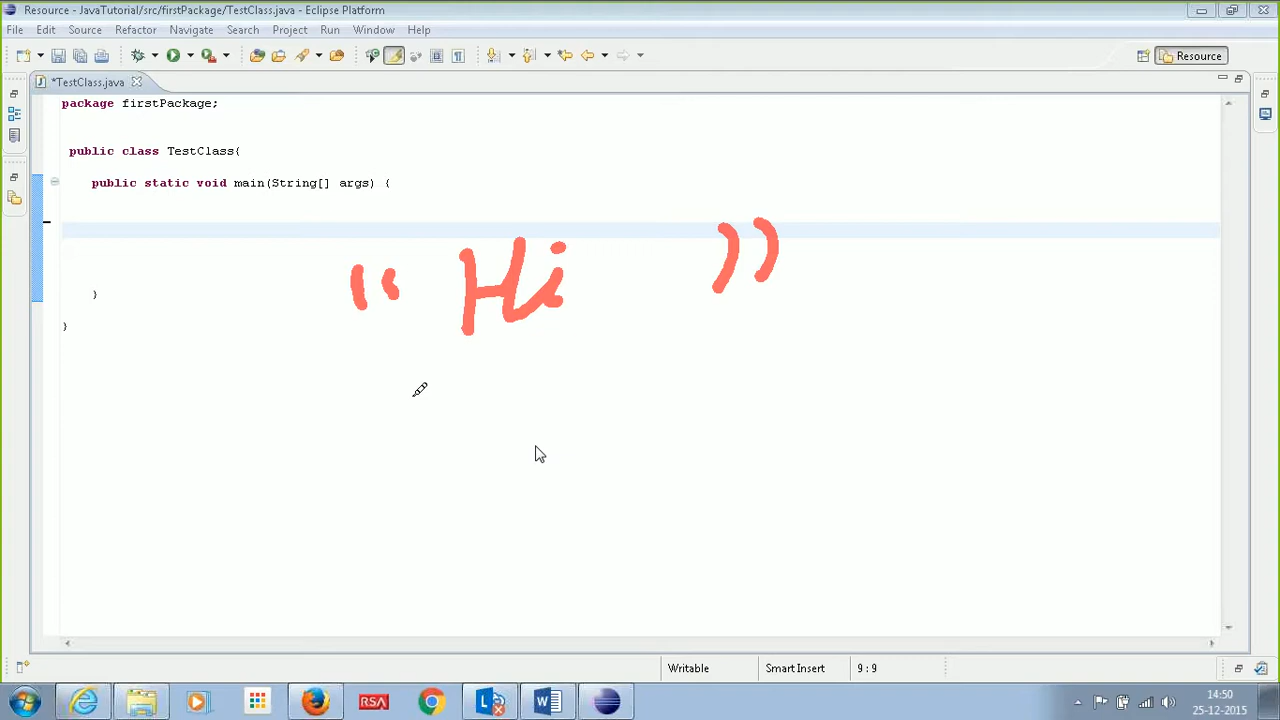 Resource - JavaTutorial/src/firstPackage/TestClass.java - Eclipse Platform
File Edit Source Refactor Navigate Search Project Run Window Help
Resource
*TestClass.java
package firstPackage;
public class TestClass{
public static void main(String[] args) {
" Hi "
}
}
Writable Smart Insert 9 : 9
RSA
14:50
25-12-2015